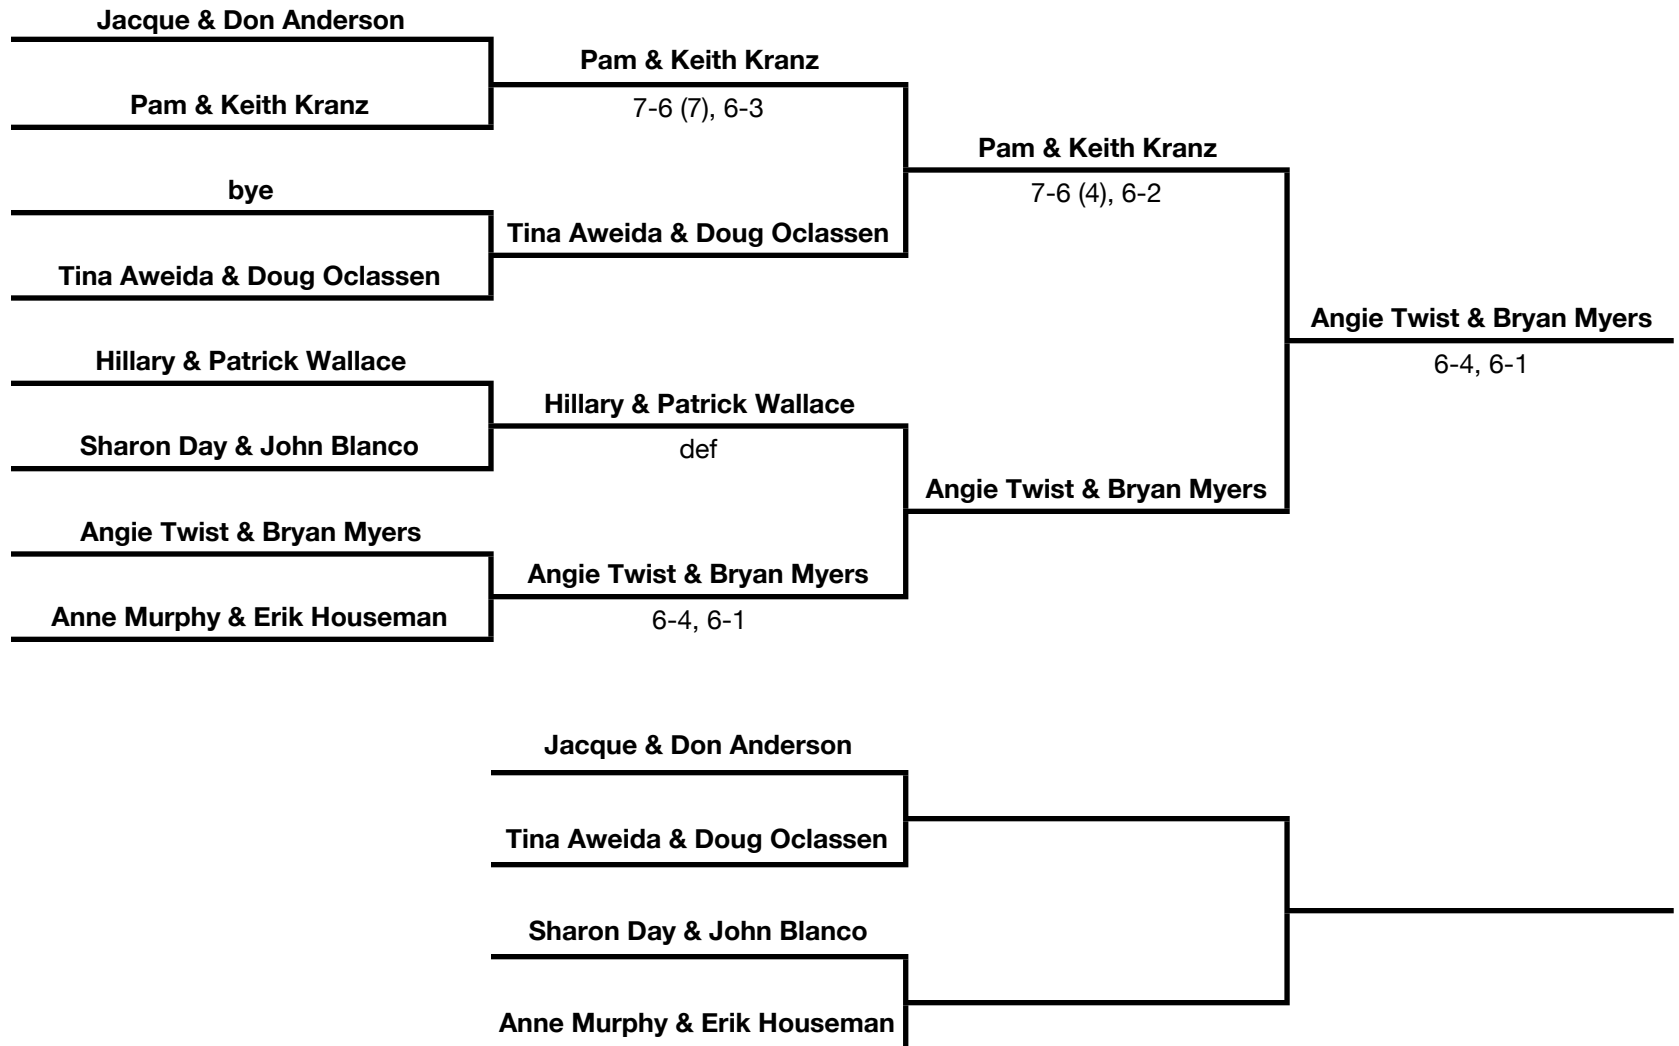 Jacque & Don Anderson
Pam & Keith Kranz
Pam & Keith Kranz
7-6 (7), 6-3
Pam & Keith Kranz
7-6 (4), 6-2
bye
Tina Aweida & Doug Oclassen
Tina Aweida & Doug Oclassen
Angie Twist & Bryan Myers
6-4, 6-1
Hillary & Patrick Wallace
Hillary & Patrick Wallace
def
Sharon Day & John Blanco
Angie Twist & Bryan Myers
Angie Twist & Bryan Myers
Angie Twist & Bryan Myers
6-4, 6-1
Anne Murphy & Erik Houseman
Jacque & Don Anderson
Tina Aweida & Doug Oclassen
Sharon Day & John Blanco
Anne Murphy & Erik Houseman